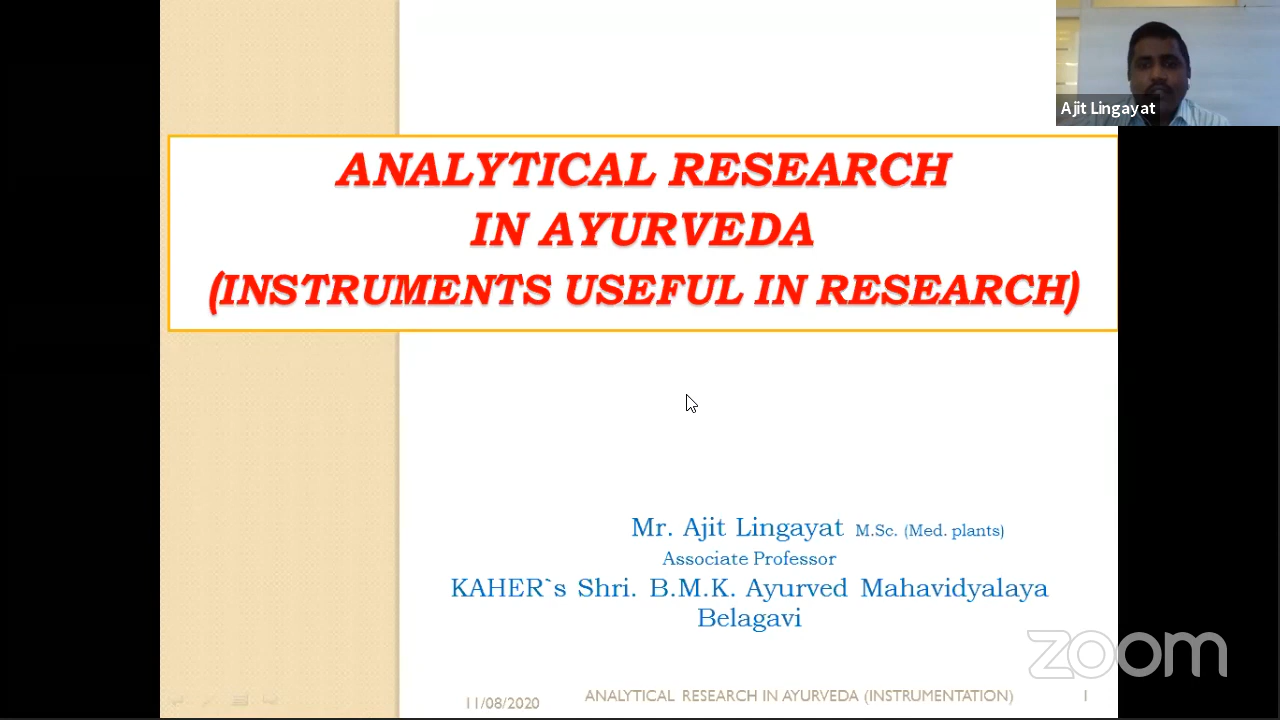 Ajit Lingayat
ANALYTICAL RESEARCH
IN AYURVEDA
(INSTRUMENTS USEFUL IN RESEARCH)
Mr. Ajit Lingayat M.Sc. (Med. plants)
Associate Professor
KAHER`s Shri. B.M.K. Ayurved Mahavidyalaya
Belagavi
zoom
11/08/2020 ANALYTICAL RESEARCH IN AYURVEDA (INSTRUMENTATION) 1